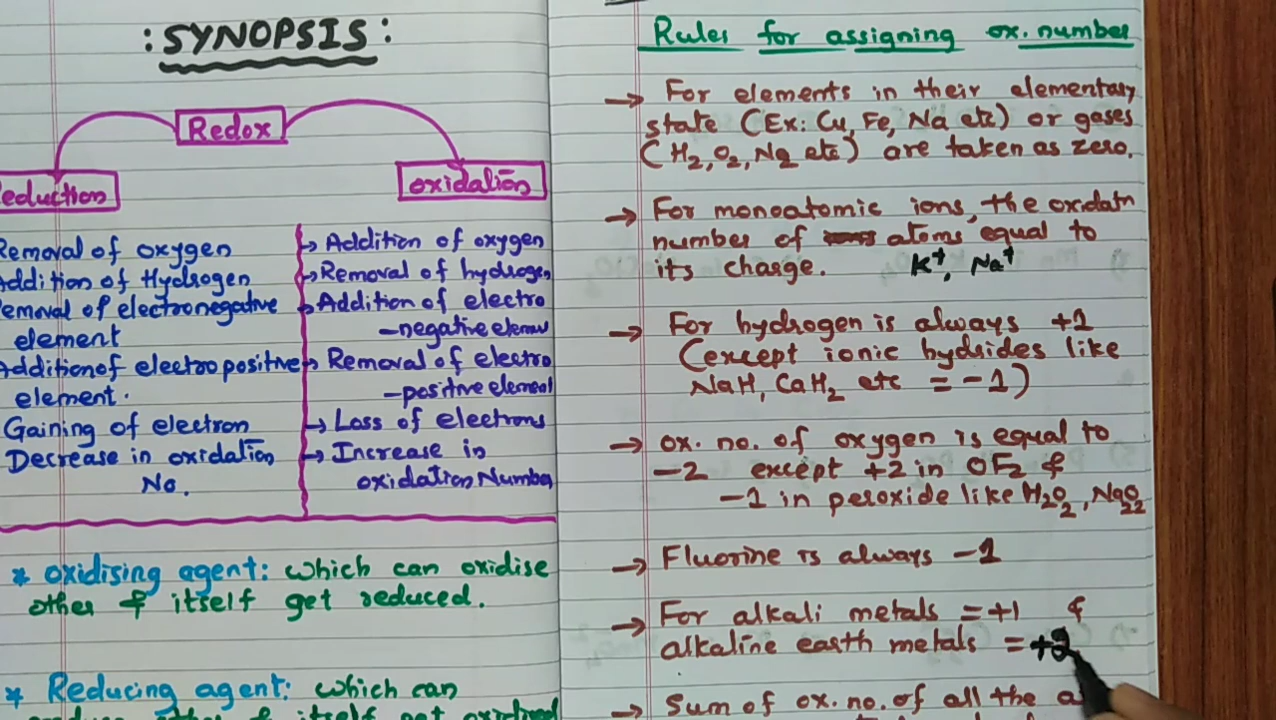 : SYNOPSIS :
Redox
eduction
oxidation
Removal of oxygen
Addition of Hydrogen
emoval of electronegative
element
Addition of electropositive
element.
Gaining of electron
Decrease in oxidation
No.
→ Addition of oxygen
→ Removal of hydrogen
→ Addition of electro
-negative elemen
→ Removal of electro
-positive element
→ Loss of electrons
→ Increase in
oxidation Number
* oxidising agent: which can oxidise
other & itself get reduced.
* Reducing agent: which can
other & itself get oxidised
Rules for assigning ox. number
→ For elements in their elementary
state (Ex: Cu, Fe, Na etc) or gases
(H2, O2, N2 etc) are taken as zero.
→ For monoatomic ions, the oxidatn
number of atoms equal to
its charge. K+, Na+
→ For hydrogen is always +1
(except ionic hydrides like
NaH, CaH2 etc = -1)
→ ox. no. of oxygen is equal to
-2 except +2 in OF2 &
-1 in peroxide like H2O2, Na2O2
→ Fluorine is always -1
→ For alkali metals = +1 &
alkaline earth metals = +2
→ Sum of ox. no. of all the a